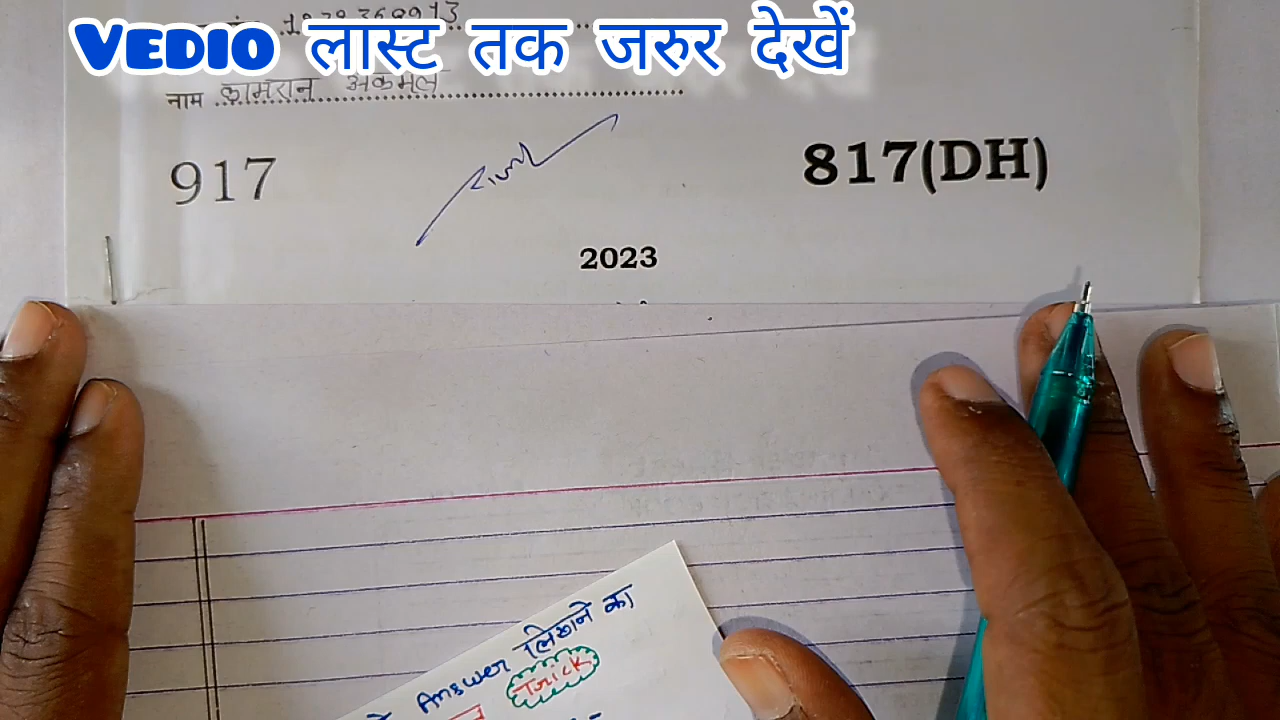 Vedio लास्ट तक जरुर देखें
नाम कामरान अकमल
917
817(DH)
2023
Answer लिखने का
Trick